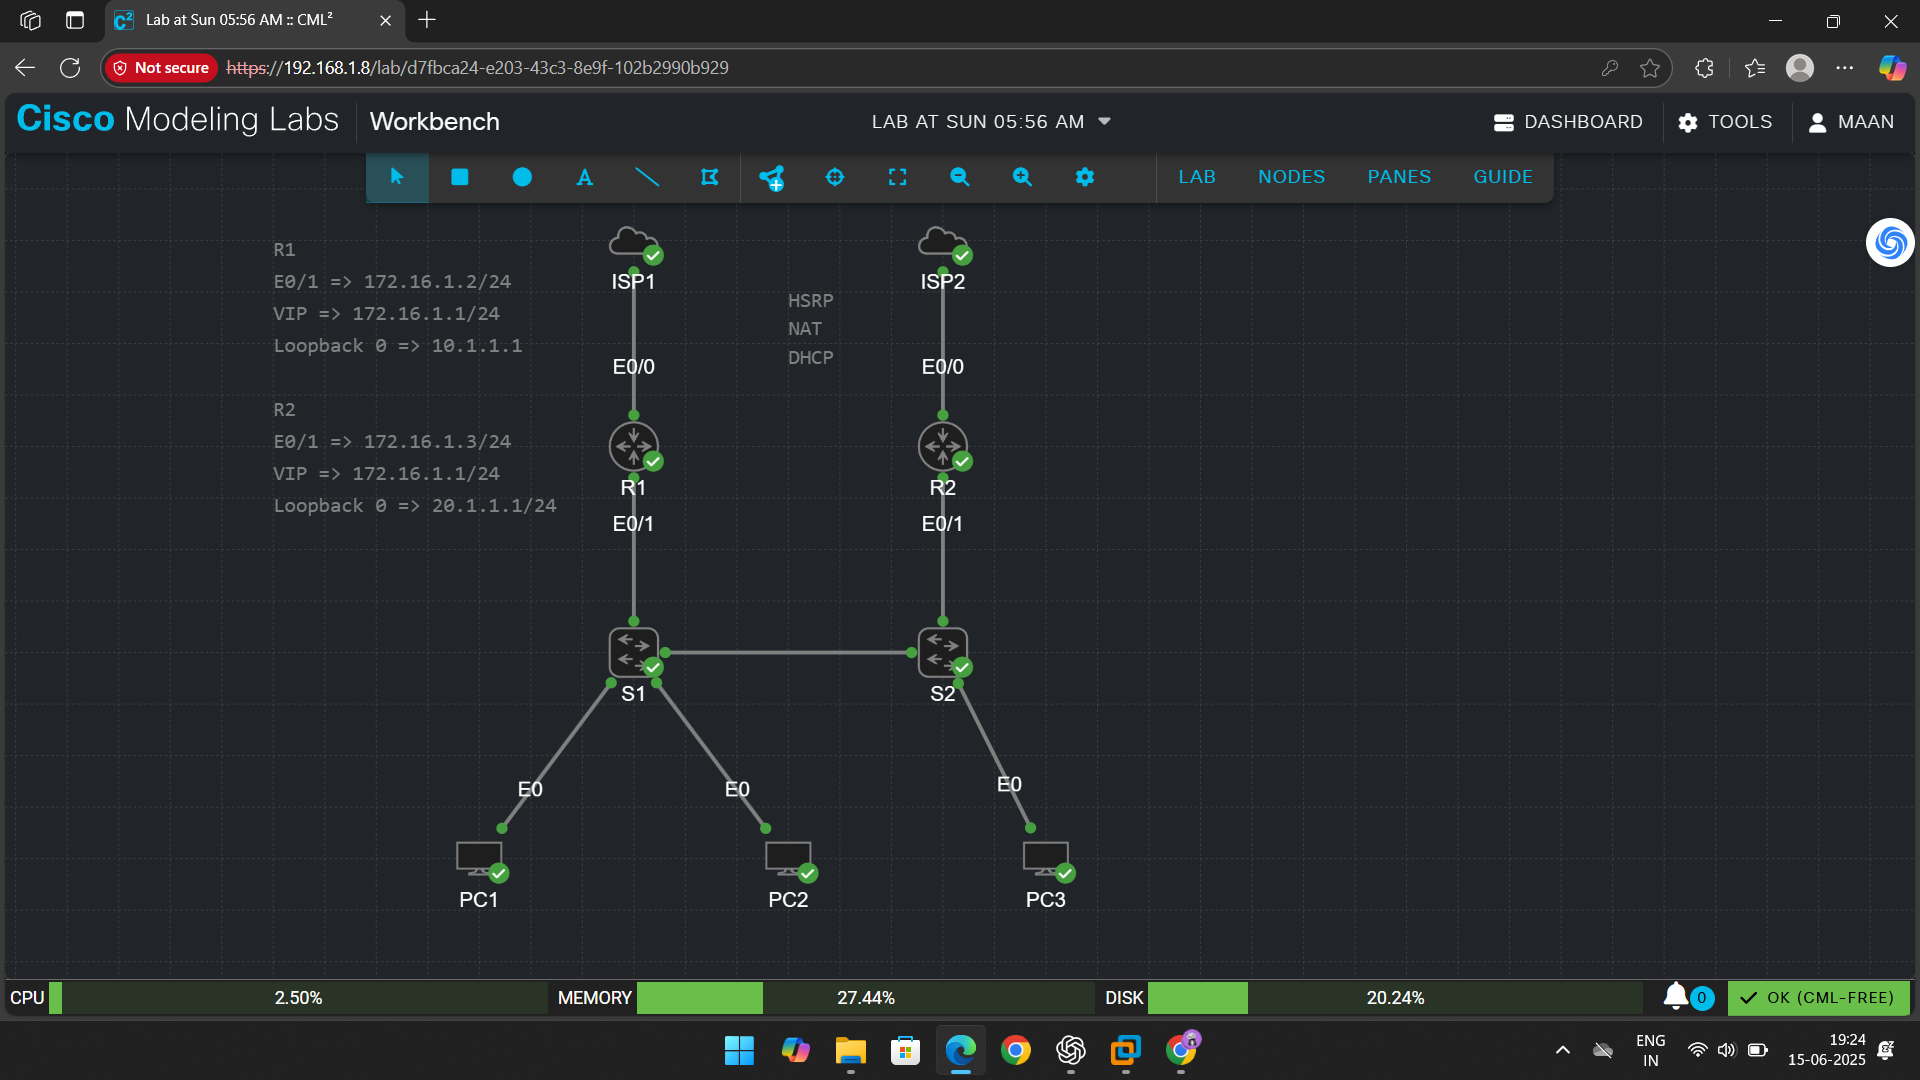 Lab at Sun 05:56 AM :: CML²
Not secure
https://192.168.1.8/lab/d7fbca24-e203-43c3-8e9f-102b2990b929
Cisco Modeling Labs
Workbench
LAB AT SUN 05:56 AM
DASHBOARD
TOOLS
MAAN
LAB
NODES
PANES
GUIDE
R1
E0/1 => 172.16.1.2/24
VIP => 172.16.1.1/24
Loopback 0 => 10.1.1.1
R2
E0/1 => 172.16.1.3/24
VIP => 172.16.1.1/24
Loopback 0 => 20.1.1.1/24
HSRP
NAT
DHCP
ISP1
ISP2
E0/0
E0/0
R1
R2
E0/1
E0/1
S1
S2
E0
E0
E0
PC1
PC2
PC3
CPU
2.50%
MEMORY
27.44%
DISK
20.24%
0
OK (CML-FREE)
ENG
IN
19:24
15-06-2025